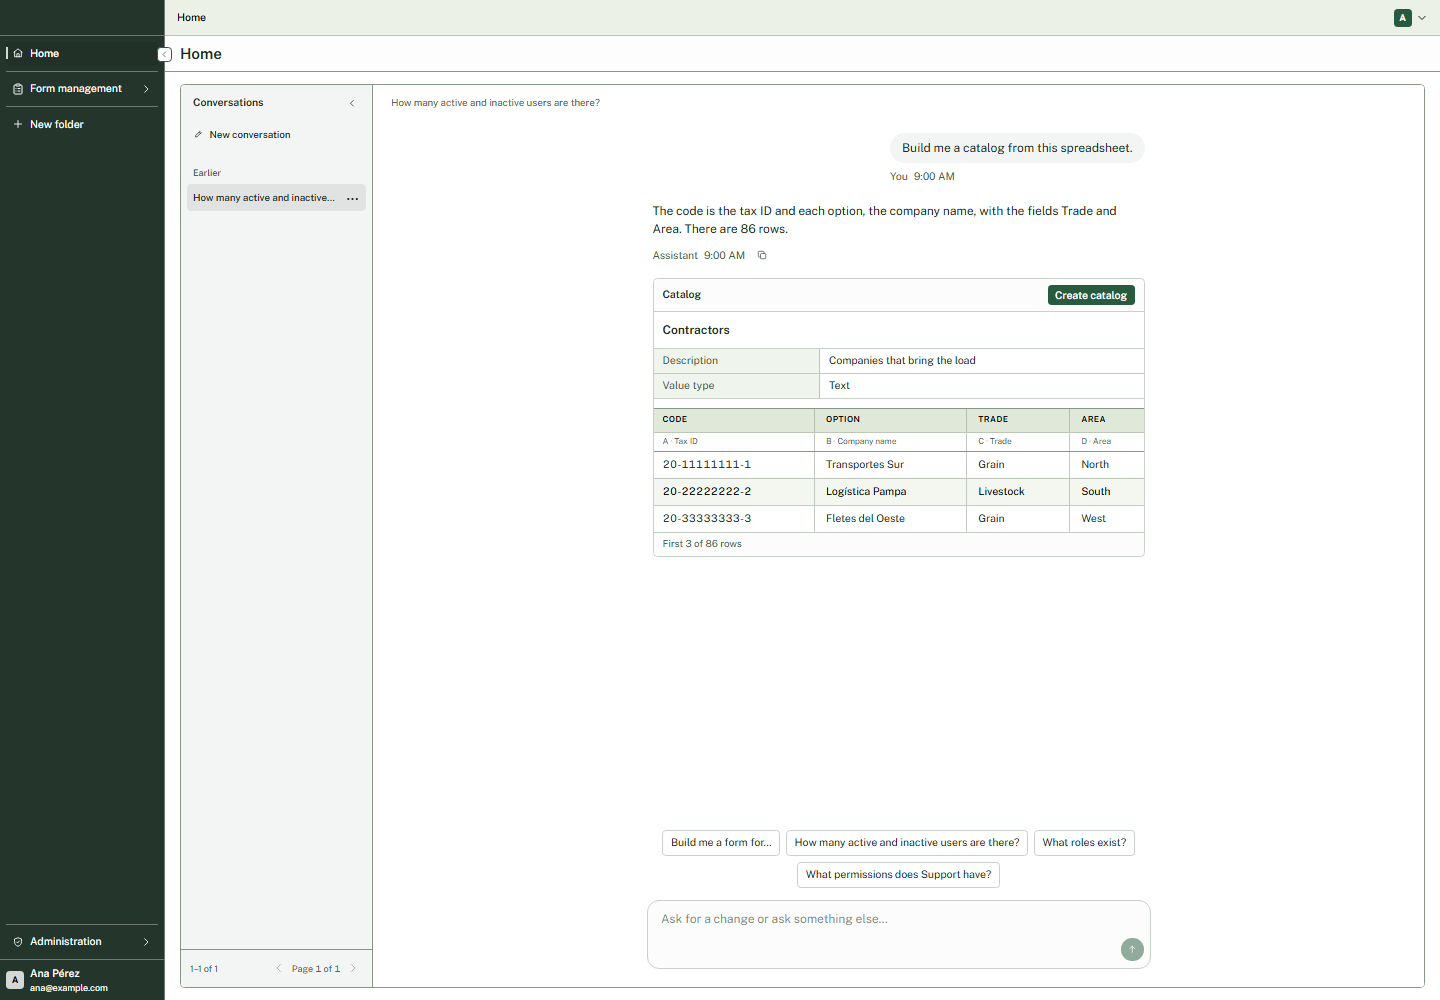 Home
A
Home
Form management
New folder
Home
Conversations
New conversation
Earlier
How many active and inactive...
How many active and inactive users are there?
Build me a catalog from this spreadsheet.
You 9:00 AM
The code is the tax ID and each option, the company name, with the fields Trade and
Area. There are 86 rows.
Assistant 9:00 AM
Catalog
Create catalog
Contractors
Description Companies that bring the load
Value type Text
CODE OPTION TRADE AREA
A · Tax ID B · Company name C · Trade D · Area
20-11111111-1 Transportes Sur Grain North
20-22222222-2 Logística Pampa Livestock South
20-33333333-3 Fletes del Oeste Grain West
First 3 of 86 rows
Build me a form for... How many active and inactive users are there? What roles exist?
What permissions does Support have?
Ask for a change or ask something else...
1–1 of 1 Page 1 of 1
Administration
A
Ana Pérez
ana@example.com